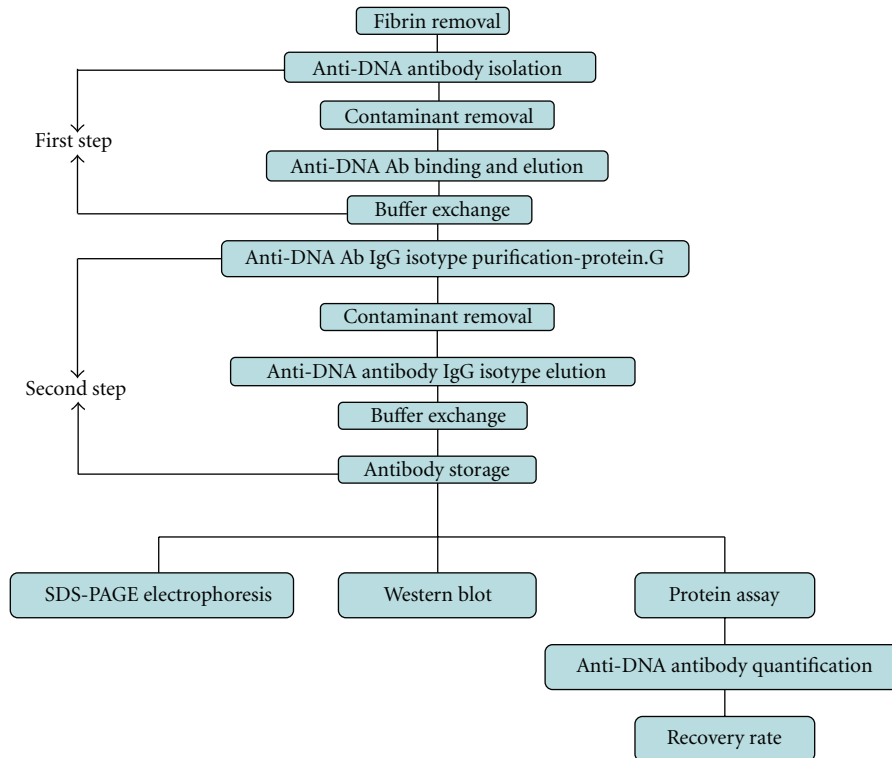 Fibrin removal
Anti-DNA antibody isolation
Contaminant removal
First step
Anti-DNA Ab binding and elution
Buffer exchange
Anti-DNA Ab IgG isotype purification-protein.G
Contaminant removal
Anti-DNA antibody IgG isotype elution
Second step
Buffer exchange
Antibody storage
SDS-PAGE electrophoresis
Western blot
Protein assay
Anti-DNA antibody quantification
Recovery rate